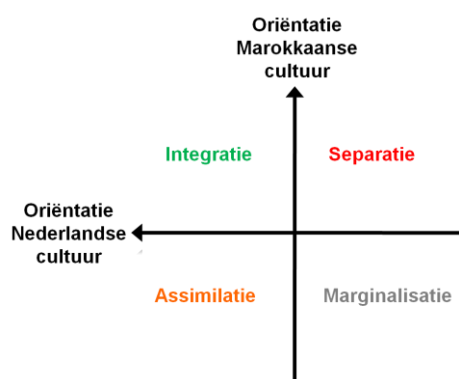 Oriëntatie
Marokkaanse
cultuur
Integratie
Separatie
Oriëntatie
Nederlandse
cultuur
Assimilatie
Marginalisatie